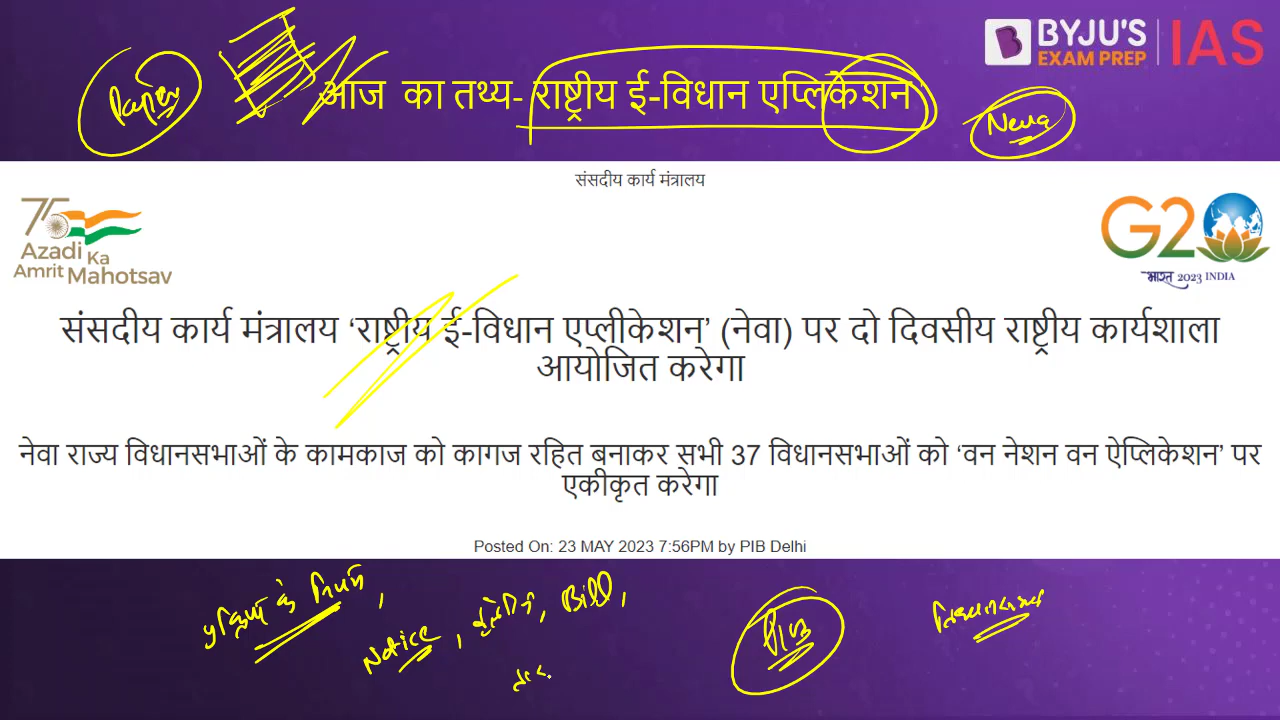 BYJU'S
EXAM PREP
IAS
आज का तथ्य- राष्ट्रीय ई-विधान एप्लिकेशन
Neva
संसदीय कार्य मंत्रालय
75
Azadi Ka
Amrit Mahotsav
G20
भारत 2023 INDIA
संसदीय कार्य मंत्रालय ‘राष्ट्रीय ई-विधान एप्लीकेशन’ (नेवा) पर दो दिवसीय राष्ट्रीय कार्यशाला
आयोजित करेगा
नेवा राज्य विधानसभाओं के कामकाज को कागज रहित बनाकर सभी 37 विधानसभाओं को ‘वन नेशन वन ऐप्लिकेशन’ पर
एकीकृत करेगा
Posted On: 23 MAY 2023 7:56PM by PIB Delhi
प्रक्रिया के नियम,
Notice, बुलेटिन, Bill,